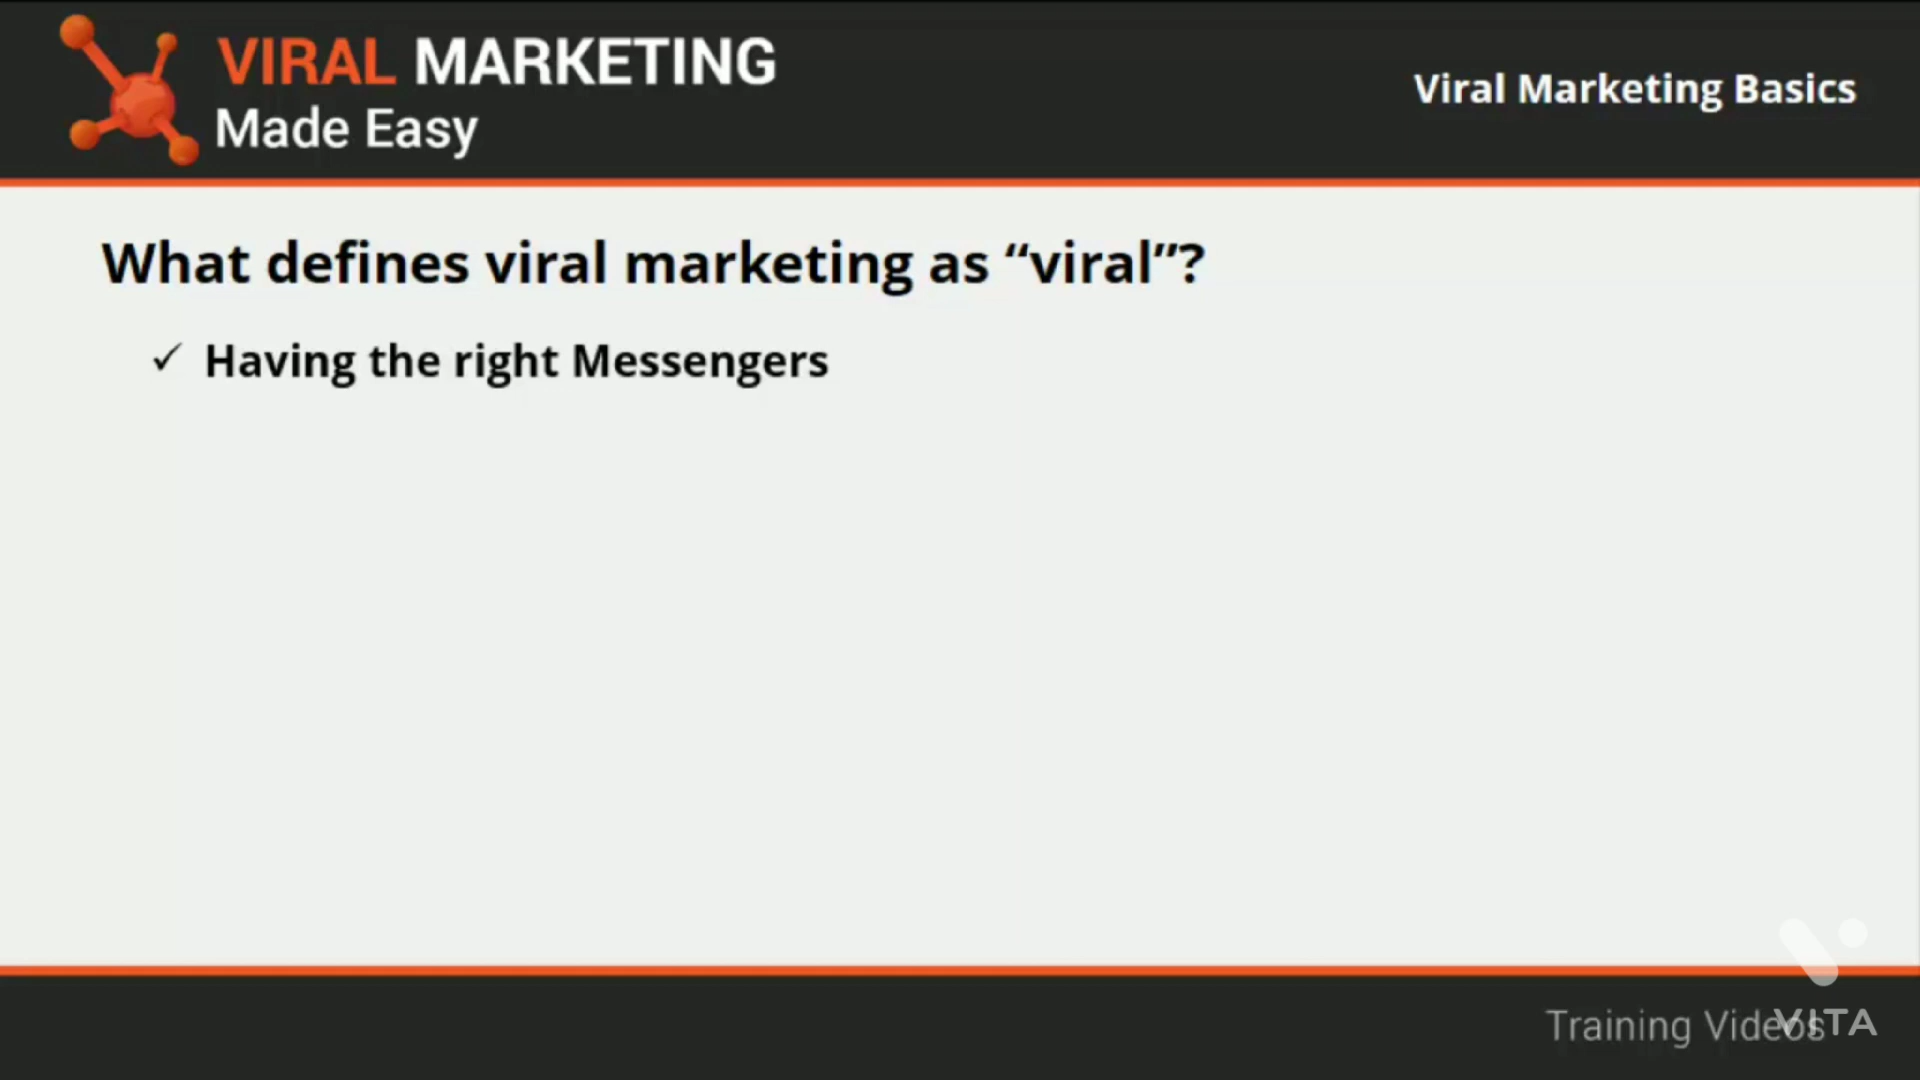 VIRAL MARKETING
Made Easy
Viral Marketing Basics
What defines viral marketing as “viral”?
✓ Having the right Messengers
Training Videos
VITA